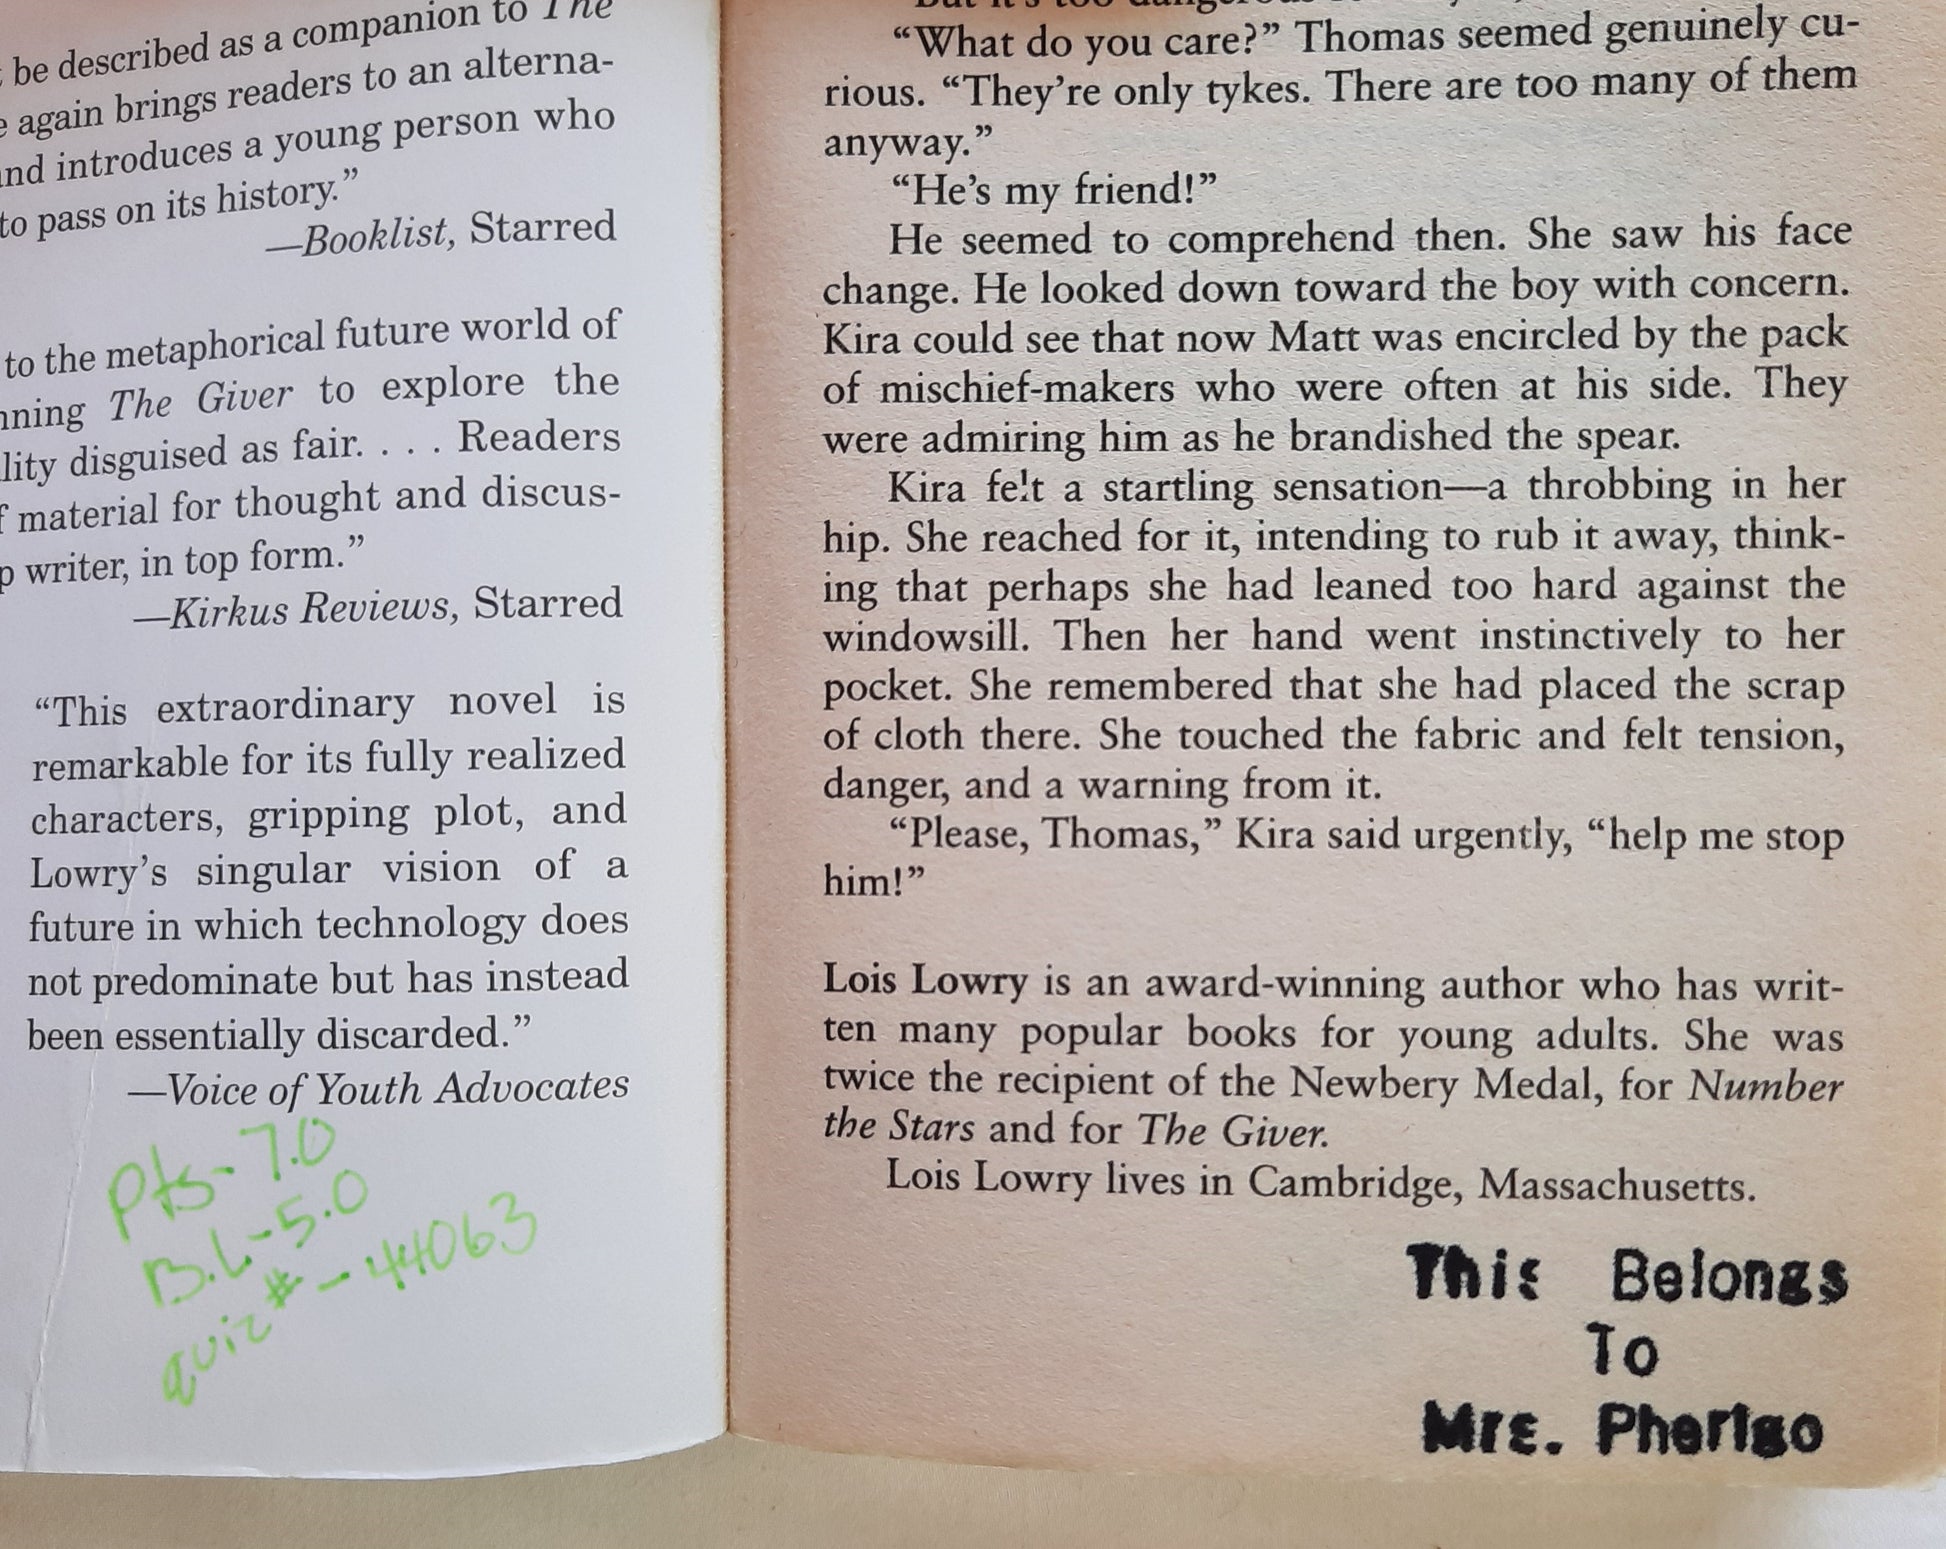 be described as a companion to The
again brings readers to an alterna-
and introduces a young person who
to pass on its history.”
—Booklist, Starred
to the metaphorical future world of
The Giver to explore the
disguised as fair. . . . Readers
material for thought and discus-
writer, in top form.”
—Kirkus Reviews, Starred
“This extraordinary novel is
remarkable for its fully realized
characters, gripping plot, and
Lowry’s singular vision of a
future in which technology does
not predominate but has instead
been essentially discarded.”
—Voice of Youth Advocates
Pts- 7.0
B.L-5.0
quiz#-44063
“What do you care?” Thomas seemed genuinely cu-
rious. “They’re only tykes. There are too many of them
anyway.”
“He’s my friend!”
He seemed to comprehend then. She saw his face
change. He looked down toward the boy with concern.
Kira could see that now Matt was encircled by the pack
of mischief-makers who were often at his side. They
were admiring him as he brandished the spear.
Kira felt a startling sensation—a throbbing in her
hip. She reached for it, intending to rub it away, think-
ing that perhaps she had leaned too hard against the
windowsill. Then her hand went instinctively to her
pocket. She remembered that she had placed the scrap
of cloth there. She touched the fabric and felt tension,
danger, and a warning from it.
“Please, Thomas,” Kira said urgently, “help me stop
him!”
Lois Lowry is an award-winning author who has writ-
ten many popular books for young adults. She was
twice the recipient of the Newbery Medal, for Number
the Stars and for The Giver.
Lois Lowry lives in Cambridge, Massachusetts.
This Belongs
To
Mrs. Pherigo